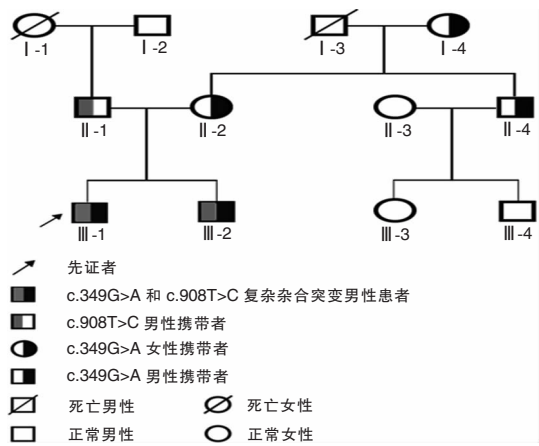 Ⅰ-1 Ⅰ-2 Ⅰ-3 Ⅰ-4
Ⅱ-1 Ⅱ-2 Ⅱ-3 Ⅱ-4
Ⅲ-1 Ⅲ-2 Ⅲ-3 Ⅲ-4
先证者
c.349G>A 和 c.908T>C 复杂杂合突变男性患者
c.908T>C 男性携带者
c.349G>A 女性携带者
c.349G>A 男性携带者
死亡男性 死亡女性
正常男性 正常女性